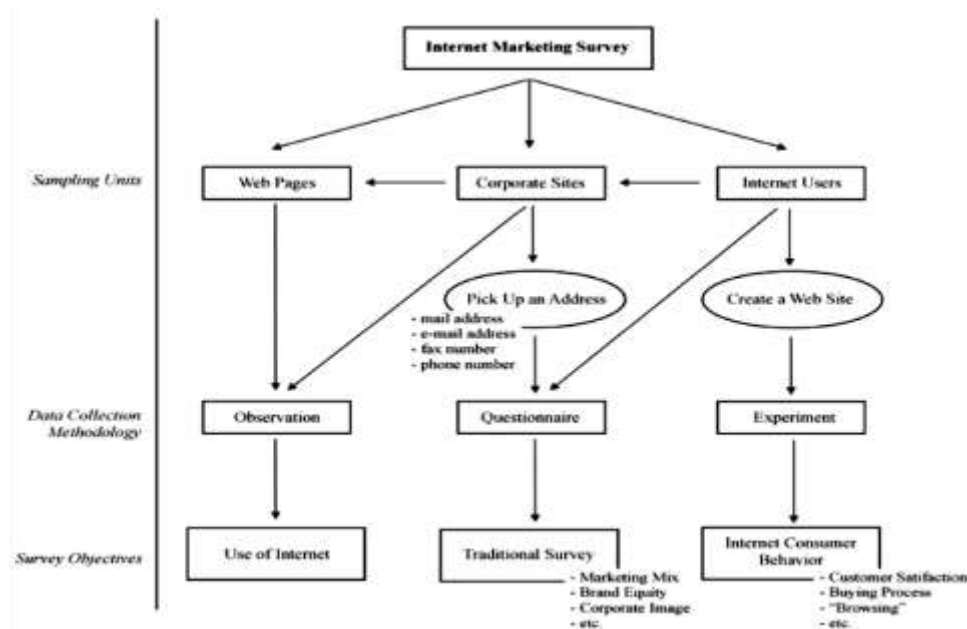 Internet Marketing Survey
Sampling Units
Web Pages
Corporate Sites
Internet Users
Pick Up an Address
- mail address
- e-mail address
- fax number
- phone number
Create a Web Site
Data Collection
Methodology
Observation
Questionnaire
Experiment
Survey Objectives
Use of Internet
Traditional Survey
- Marketing Mix
- Brand Equity
- Corporate Image
- etc.
Internet Consumer
Behavior
- Customer Satifaction
- Buying Process
- "Browsing"
- etc.